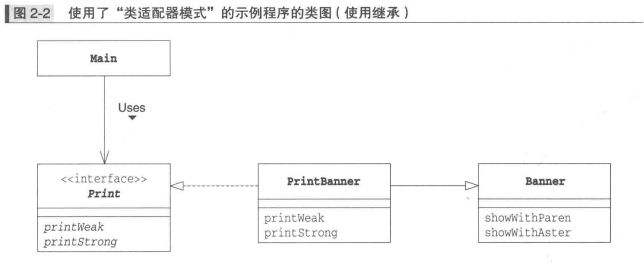 图 2-2 使用了“类适配器模式”的示例程序的类图（使用继承）
Main
Uses
<<interface>>
Print
printWeak
printStrong
PrintBanner
printWeak
printStrong
Banner
showWithParen
showWithAster